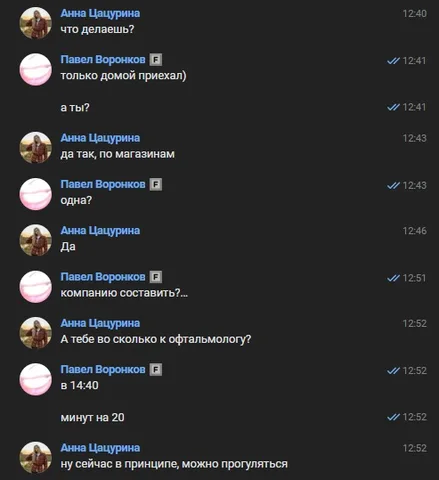 Анна Цацурина 12:40
что делаешь?
Павел Воронков F 12:41
только домой приехал)
а ты? 12:41
Анна Цацурина 12:43
да так, по магазинам
Павел Воронков F 12:43
одна?
Анна Цацурина 12:46
Да
Павел Воронков F 12:51
компанию составить?...
Анна Цацурина 12:52
А тебе во сколько к офтальмологу?
Павел Воронков F 12:52
в 14:40
минут на 20 12:52
Анна Цацурина 12:52
ну сейчас в принципе, можно прогуляться